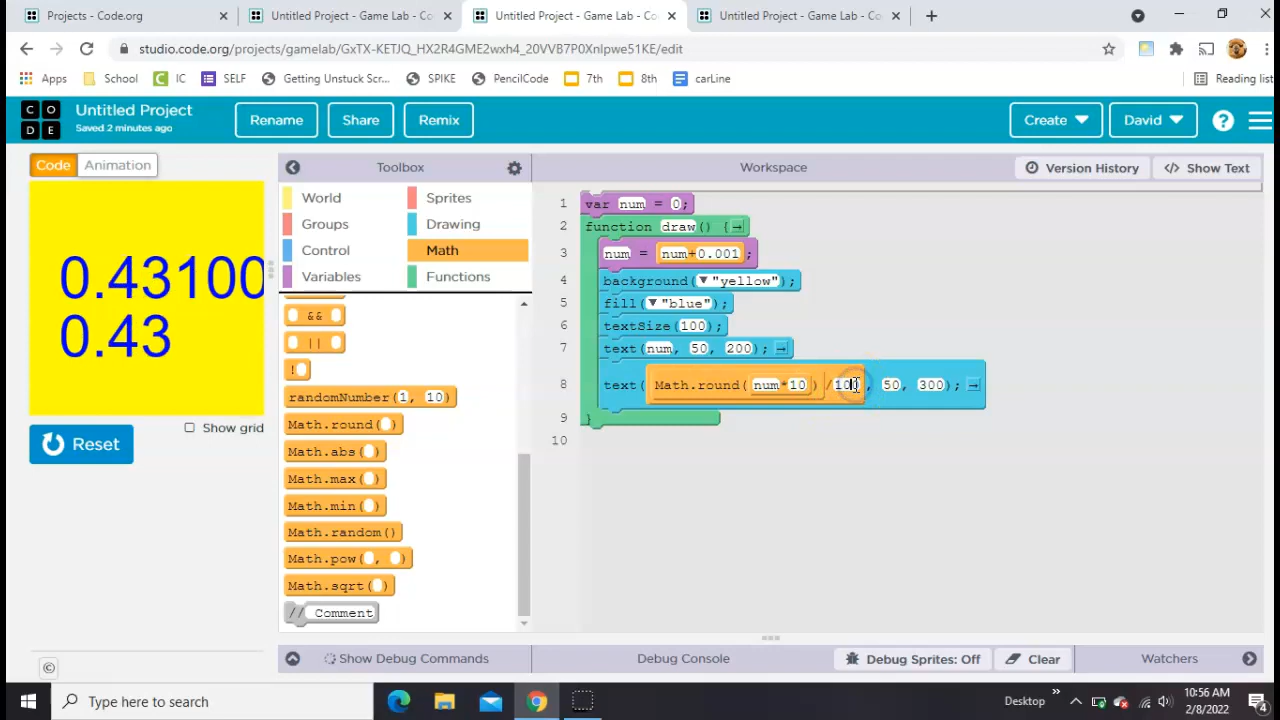 Projects - Code.org
Untitled Project - Game Lab - Co
Untitled Project - Game Lab - Co
Untitled Project - Game Lab - Co
studio.code.org/projects/gamelab/GxTX-KETJQ_HX2R4GME2wxh4_20VVB7P0XnIpwe51KE/edit
Apps School IC SELF Getting Unstuck Scr... SPIKE PencilCode 7th 8th carLine Reading list
C O D E
Untitled Project
Saved 2 minutes ago
Rename Share Remix Create David ?
Code Animation
Toolbox
Workspace
Version History
</> Show Text
World Sprites
Groups Drawing
Control Math
Variables Functions
&&
||
!
randomNumber(1, 10)
Math.round( )
Math.abs( )
Math.max( )
Math.min( )
Math.random()
Math.pow( , )
Math.sqrt( )
// Comment
0.43100
0.43
Show grid
Reset
1 var num = 0;
2 function draw() {
3 num = num+0.001;
4 background("yellow");
5 fill("blue");
6 textSize(100);
7 text(num, 50, 200);
8 text( Math.round( num*10 ) /100, 50, 300);
9 }
10
©
Show Debug Commands
Debug Console
Debug Sprites: Off
Clear
Watchers
Type here to search
Desktop
10:56 AM
2/8/2022
4